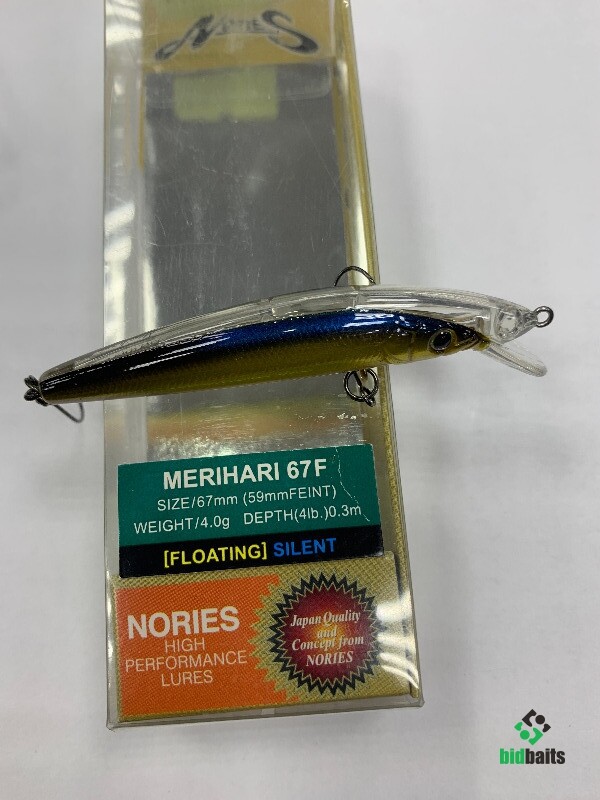 NORIES
MERIHARI 67F
SIZE/67mm (59mmFEINT)
WEIGHT/4.0g DEPTH(4lb.)0.3m
[FLOATING] SILENT
NORIES
HIGH
PERFORMANCE
LURES
Japan Quality
and
Concept from
NORIES
bidbaits